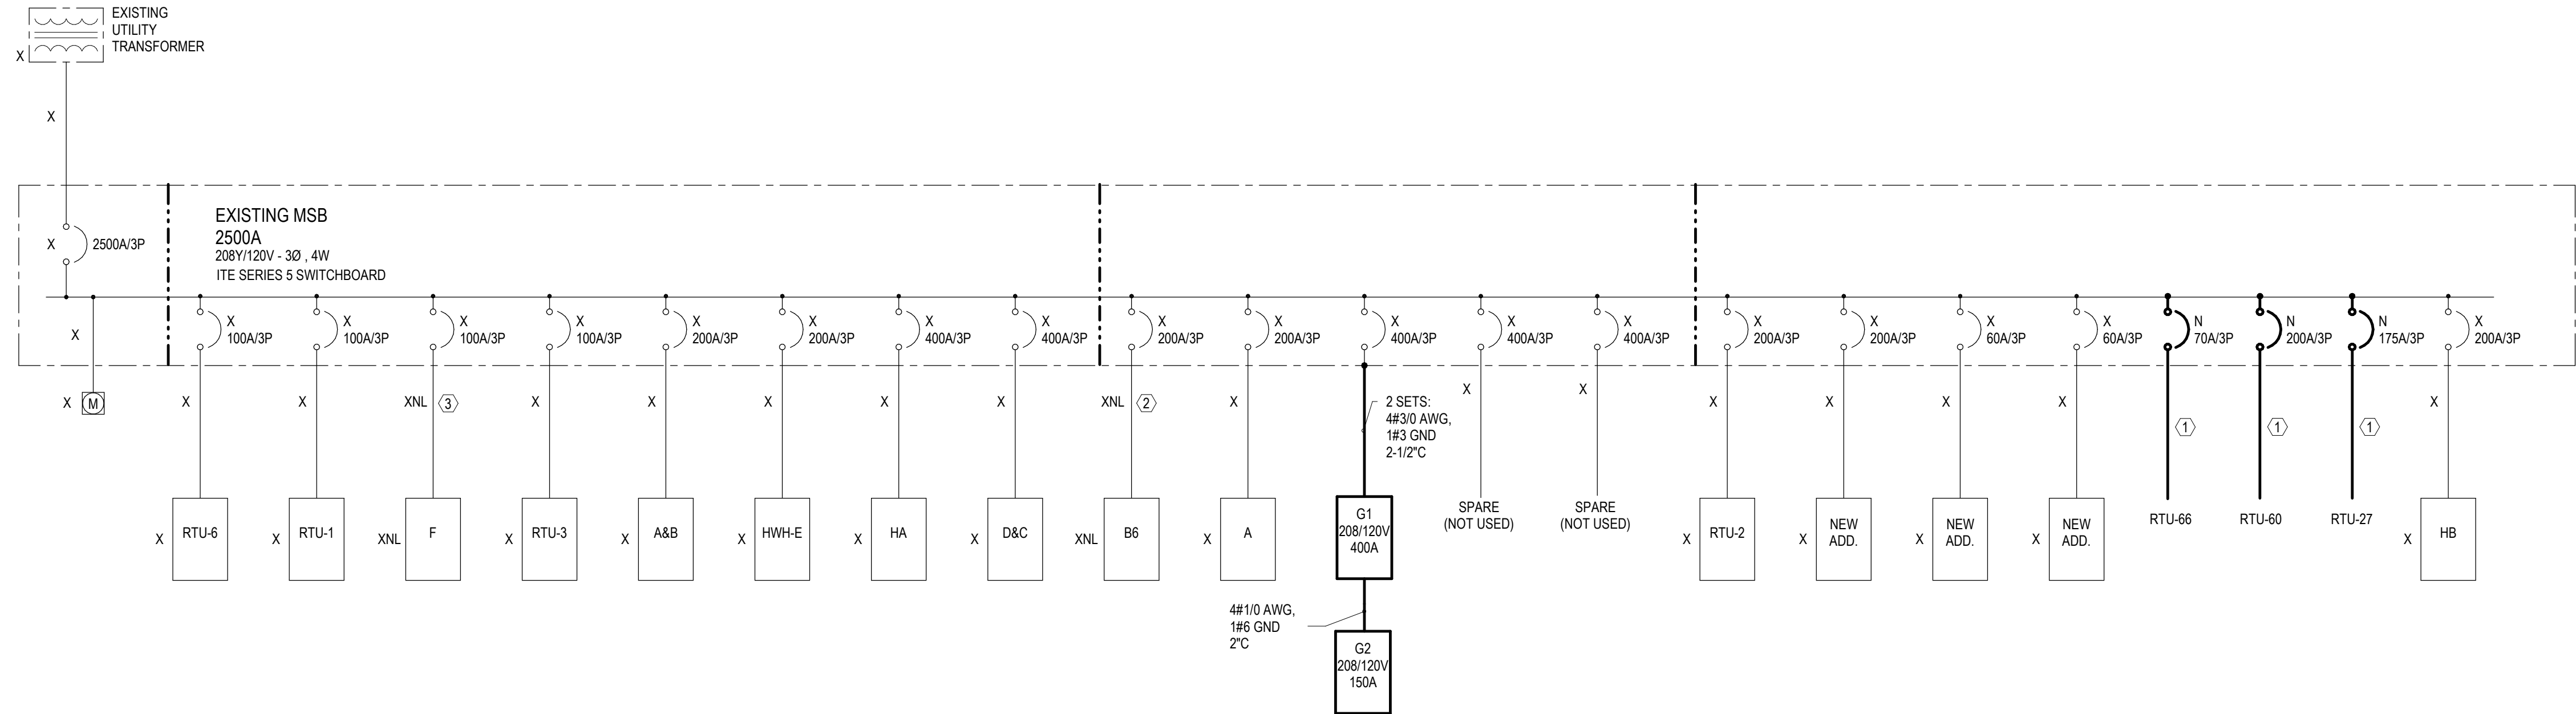 EXISTING
UTILITY
TRANSFORMER
X
X
EXISTING MSB
2500A
208Y/120V - 3Ø , 4W
ITE SERIES 5 SWITCHBOARD
X 2500A/3P
X
X M
X
100A/3P
X
100A/3P
X
100A/3P
X
100A/3P
X
200A/3P
X
200A/3P
X
400A/3P
X
400A/3P
X
200A/3P
X
200A/3P
X
400A/3P
X
400A/3P
X
400A/3P
X
200A/3P
X
200A/3P
X
60A/3P
X
60A/3P
N
70A/3P
N
200A/3P
N
175A/3P
X
200A/3P
X
X
XNL 3
X
X
X
X
X
XNL 2
X
2 SETS:
4#3/0 AWG,
1#3 GND
2-1/2"C
X
X
X
X
X
X
1
1
1
X
X RTU-6
X RTU-1
XNL F
X RTU-3
X A&B
X HWH-E
X HA
X D&C
XNL B6
X A
G1
208/120V
400A
SPARE
(NOT USED)
SPARE
(NOT USED)
X RTU-2
X NEW
ADD.
X NEW
ADD.
X NEW
ADD.
RTU-66
RTU-60
RTU-27
X HB
4#1/0 AWG,
1#6 GND
2"C
G2
208/120V
150A